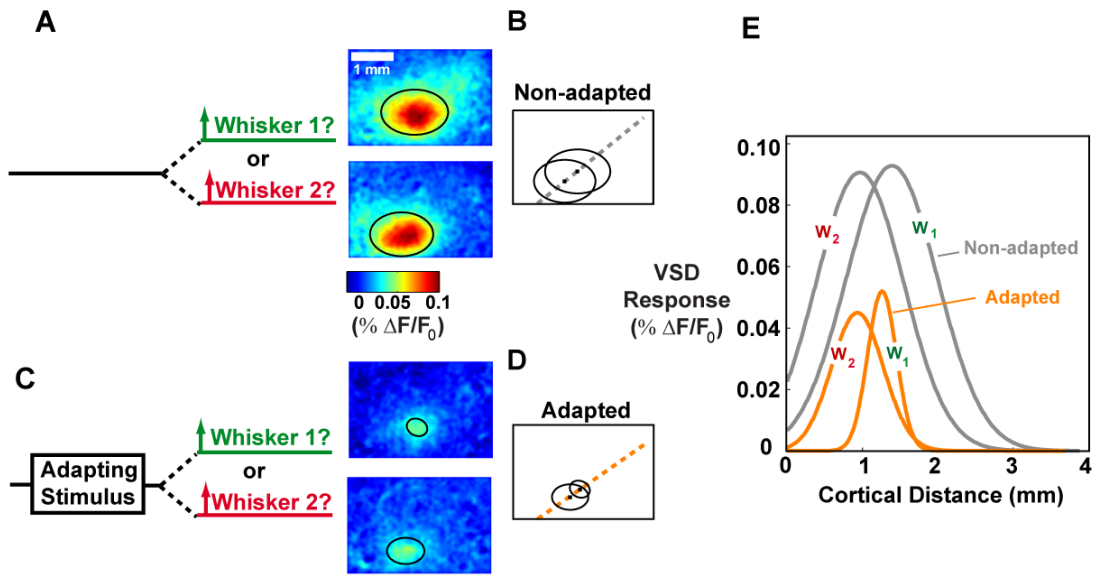 A
1 mm
Whisker 1?
or
Whisker 2?
0 0.05 0.1
(% ΔF/F0)
B
Non-adapted
C
Adapting
Stimulus
Whisker 1?
or
Whisker 2?
D
Adapted
E
VSD
Response
(% ΔF/F0)
0.10
0.08
0.06
0.04
0.02
0
W2
W1
Non-adapted
Adapted
W2
W1
0 1 2 3 4
Cortical Distance (mm)